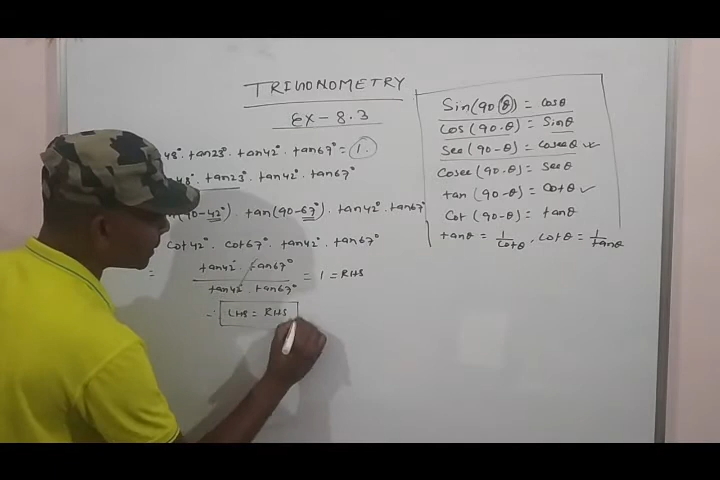 TRIGONOMETRY
Ex - 8.3
48° . tan23° . tan42° . tan67° = 1.
48° . tan23° . tan42° . tan67°
(90-42°) . tan(90-67°) . tan42° . tan67°
Cot42° . Cot67° . tan42° . tan67°
= tan42° . tan67° / tan42° . tan67° = 1 = RHS
∴ LHS = RHS
Sin(90 θ) = Cosθ
Cos(90-θ) = Sinθ
Sec(90-θ) = Cosecθ
Cosec(90-θ) = Secθ
tan(90-θ) = Cotθ
Cot(90-θ) = tanθ
tanθ = 1/Cotθ , Cotθ = 1/tanθ